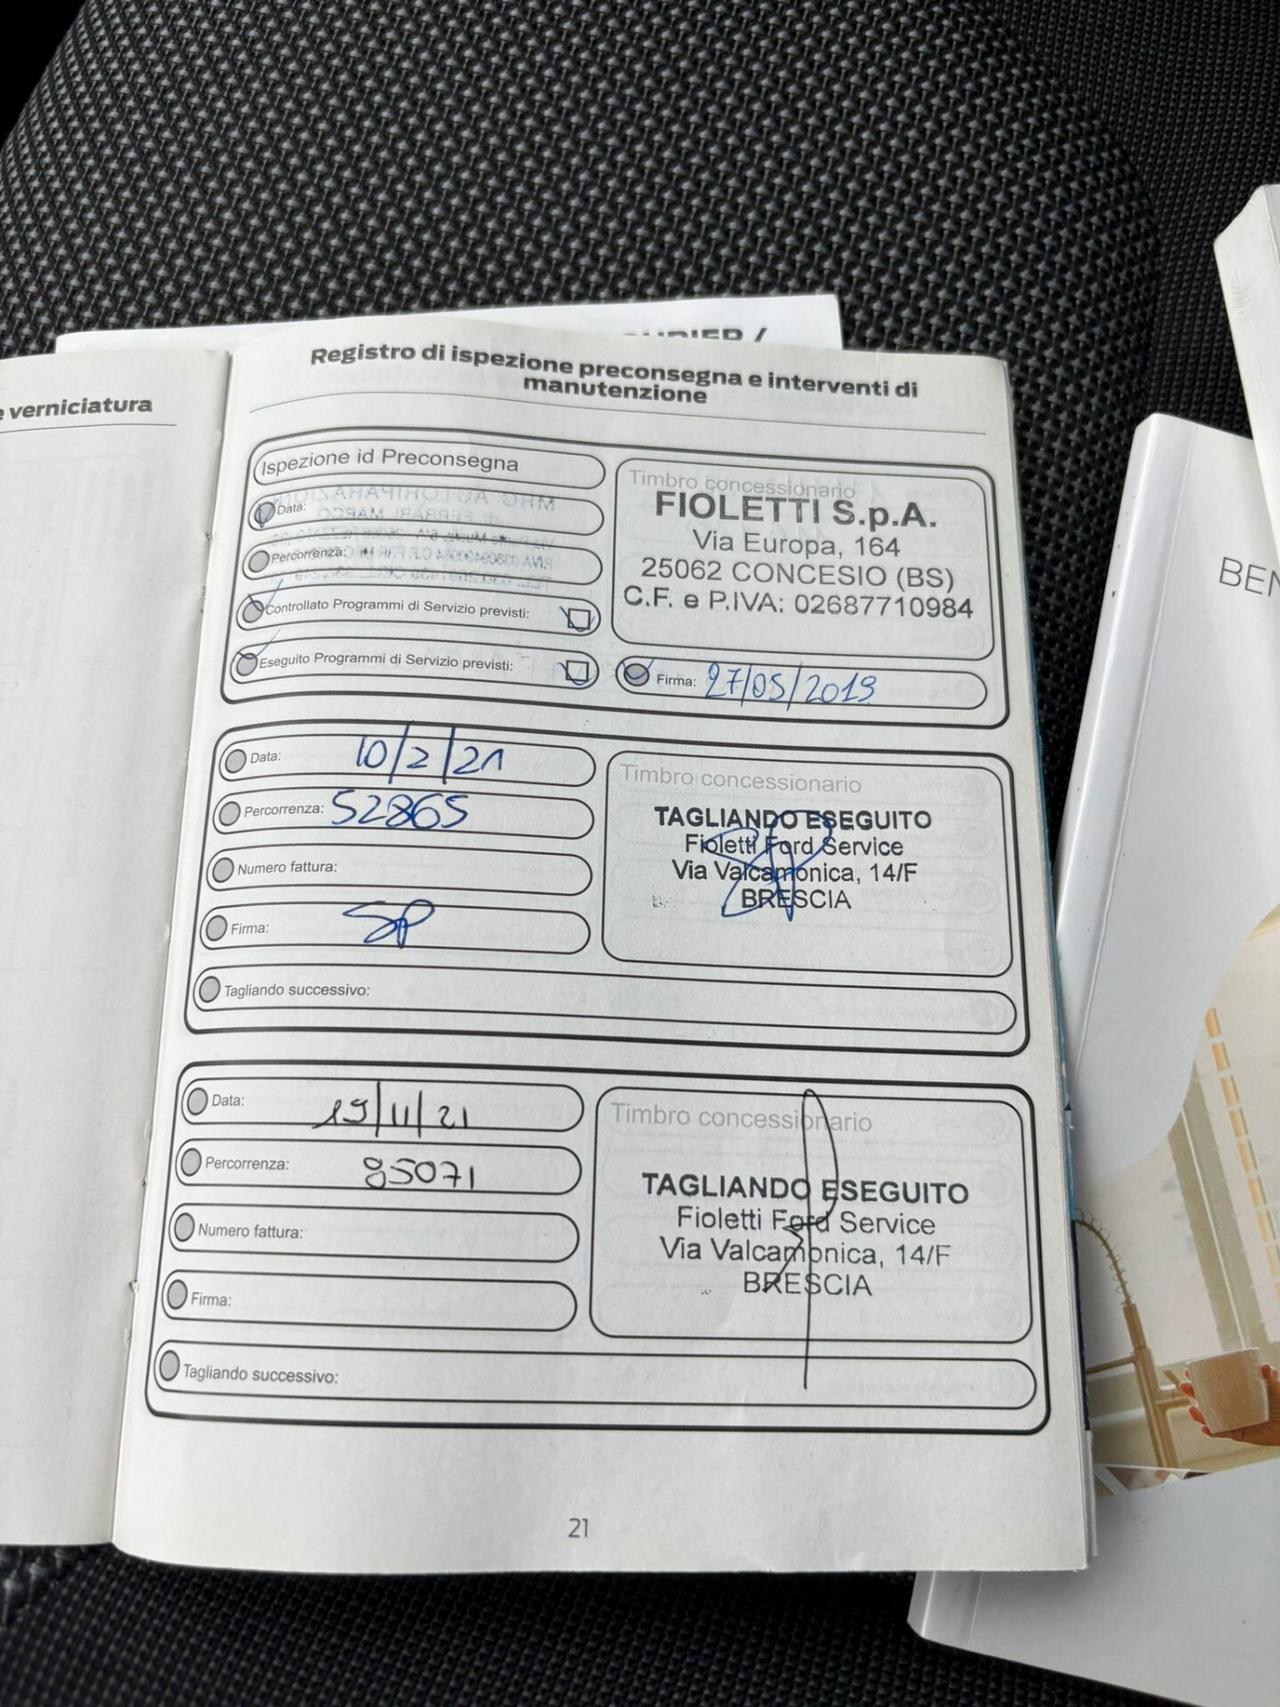 e verniciatura
Registro di ispezione preconsegna e interventi di
manutenzione
Ispezione id Preconsegna
Data:
Percorrenza:
Controllato Programmi di Servizio previsti:
Eseguito Programmi di Servizio previsti:
Timbro concessionario
FIOLETTI S.p.A.
Via Europa, 164
25062 CONCESIO (BS)
C.F. e P.IVA: 02687710984
Firma: 27/05/2019
Data: 10/2/21
Percorrenza: 52865
Numero fattura:
Firma: SP
Tagliando successivo:
Timbro concessionario
TAGLIANDO ESEGUITO
Fioletti Ford Service
Via Valcamonica, 14/F
BRESCIA
Data: 19/11/21
Percorrenza: 85071
Numero fattura:
Firma:
Tagliando successivo:
Timbro concessionario
TAGLIANDO ESEGUITO
Fioletti Ford Service
Via Valcamonica, 14/F
BRESCIA
21
BEN